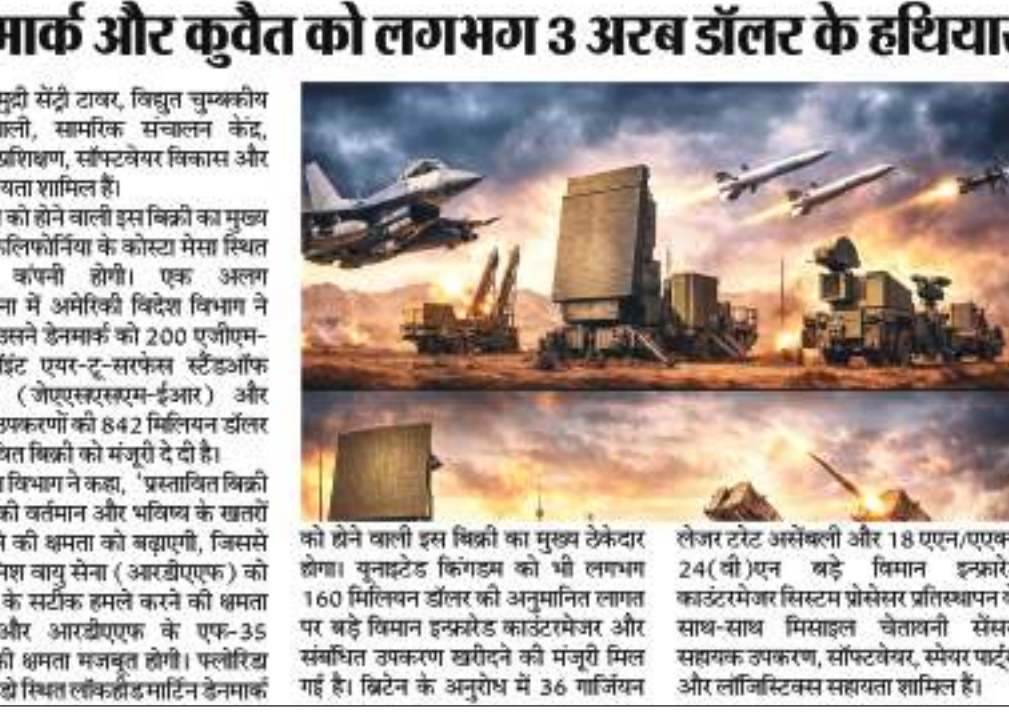 मार्क और कुवैत को लगभग 3 अरब डॉलर के हथियार
मुद्री सेंट्री टावर, विद्युत चुम्बकीय
सामरिक संचालन केंद्र,
प्रशिक्षण, सॉफ्टवेयर विकास और
यता शामिल हैं।
को होने वाली इस बिक्री का मुख्य
लिफोर्निया के कोस्टा मेसा स्थित
कंपनी होगी। एक अलग
ना में अमेरिकी विदेश विभाग ने
उसने डेनमार्क को 200 एजीएम-
इंट एयर-टू-सरफेस स्टैंडऑफ
(जेएएसएसएम-ईआर) और
उपकरणों की 842 मिलियन डॉलर
वित बिक्री को मंजूरी दे दी है।
विभाग ने कहा, 'प्रस्तावित बिक्री
की वर्तमान और भविष्य के खतरों
की क्षमता को बढ़ाएगी, जिससे
निश वायु सेना (आरडीएएफ) को
के सटीक हमले करने की क्षमता
और आरडीएएफ के एफ-35
की क्षमता मजबूत होगी। फ्लोरिडा
डो स्थित लॉकहीड मार्टिन डेनमार्क
को होने वाली इस बिक्री का मुख्य ठेकेदार
होगा। यूनाइटेड किंगडम को भी लगभग
160 मिलियन डॉलर की अनुमानित लागत
पर बड़े विमान इन्फ्रारेड काउंटरमेजर और
संबंधित उपकरण खरीदने की मंजूरी मिल
गई है। ब्रिटेन के अनुरोध में 36 गार्जियन
लेजर टरेट असेंबली और 18 एएन/एएक्
24(वी)एन बड़े विमान इन्फ्रारे
काउंटरमेजर सिस्टम प्रोसेसर प्रतिस्थापन के
साथ-साथ मिसाइल चेतावनी सेंस
सहायक उपकरण, सॉफ्टवेयर, स्पेयर पार्ट्
और लॉजिस्टिक्स सहायता शामिल हैं।